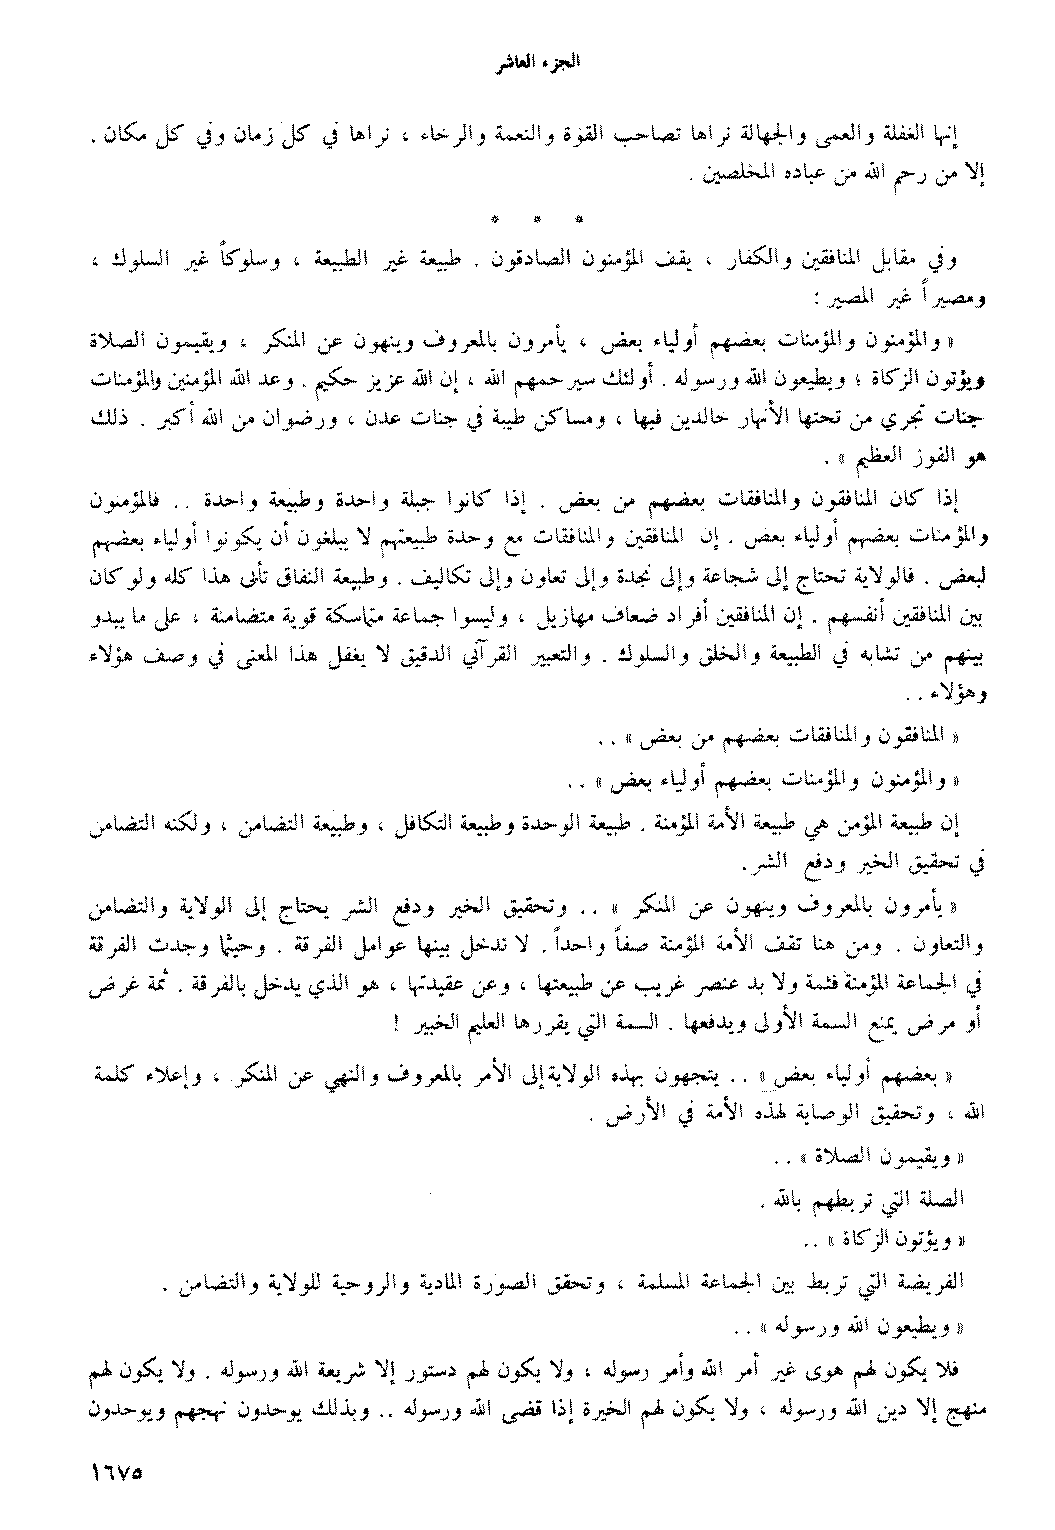 الجزء العاشر
إنها الغفلة والعمى والجهالة نراها تصاحب القوة والنعمة والرخاء ، نراها في كل زمان وفي كل مكان .
إلا من رحم الله من عباده المخلصين .
* * *
وفي مقابل المنافقين والكفار ، يقف المؤمنون الصادقون . طبيعة غير الطبيعة ، وسلوكاً غير السلوك ،
ومصيراً غير المصير :
« والمؤمنون والمؤمنات بعضهم أولياء بعض ، يأمرون بالمعروف وينهون عن المنكر ، ويقيمون الصلاة
ويؤتون الزكاة ؛ ويطيعون الله ورسوله . أولئك سيرحمهم الله ، إن الله عزيز حكيم . وعد الله المؤمنين والمؤمنات
جنات تجري من تحتها الأنهار خالدين فيها ، ومساكن طيبة في جنات عدن ، ورضوان من الله أكبر . ذلك
هو الفوز العظيم » .
إذا كان المنافقون والمنافقات بعضهم من بعض . إذا كانوا جبلة واحدة وطبيعة واحدة .. فالمؤمنون
والمؤمنات بعضهم أولياء بعض . إن المنافقين والمنافقات مع وحدة طبيعتهم لا يبلغون أن يكونوا أولياء بعضهم
لبعض . فالولاية تحتاج إلى شجاعة وإلى نجدة وإلى تعاون وإلى تكاليف . وطبيعة النفاق تأبى هذا كله ولو كان
بين المنافقين أنفسهم . إن المنافقين أفراد ضعاف مهازيل ، وليسوا جماعة متماسكة قوية متضامنة ، على ما يبدو
بينهم من تشابه في الطبيعة والخلق والسلوك . والتعبير القرآني الدقيق لا يغفل هذا المعنى في وصف هؤلاء
وهؤلاء ..
« المنافقون والمنافقات بعضهم من بعض » ..
« والمؤمنون والمؤمنات بعضهم أولياء بعض » ..
إن طبيعة المؤمن هي طبيعة الأمة المؤمنة . طبيعة الوحدة وطبيعة التكافل ، وطبيعة التضامن ، ولكنه التضامن
في تحقيق الخير ودفع الشر .
« يأمرون بالمعروف وينهون عن المنكر » .. وتحقيق الخير ودفع الشر يحتاج إلى الولاية والتضامن
والتعاون . ومن هنا تقف الأمة المؤمنة صفاً واحداً . لا تدخل بينها عوامل الفرقة . وحيثما وجدت الفرقة
في الجماعة المؤمنة فثمة ولا بد عنصر غريب عن طبيعتها ، وعن عقيدتها ، هو الذي يدخل بالفرقة . ثمة غرض
أو مرض يمنع السمة الأولى ويدفعها . السمة التي يقررها العليم الخبير !
« بعضهم أولياء بعض » .. يتجهون بهذه الولاية إلى الأمر بالمعروف والنهي عن المنكر ، وإعلاء كلمة
الله ، وتحقيق الوصاية لهذه الأمة في الأرض .
« ويقيمون الصلاة » ..
الصلة التي تربطهم بالله .
« ويؤتون الزكاة » ..
الفريضة التي تربط بين الجماعة المسلمة ، وتحقق الصورة المادية والروحية للولاية والتضامن .
« ويطيعون الله ورسوله » ..
فلا يكون لهم هوى غير أمر الله وأمر رسوله ، ولا يكون لهم دستور إلا شريعة الله ورسوله . ولا يكون لهم
منهج إلا دين الله ورسوله ، ولا يكون لهم الخيرة إذا قضى الله ورسوله .. وبذلك يوحدون نهجهم ويوحدون
١٦٧٥